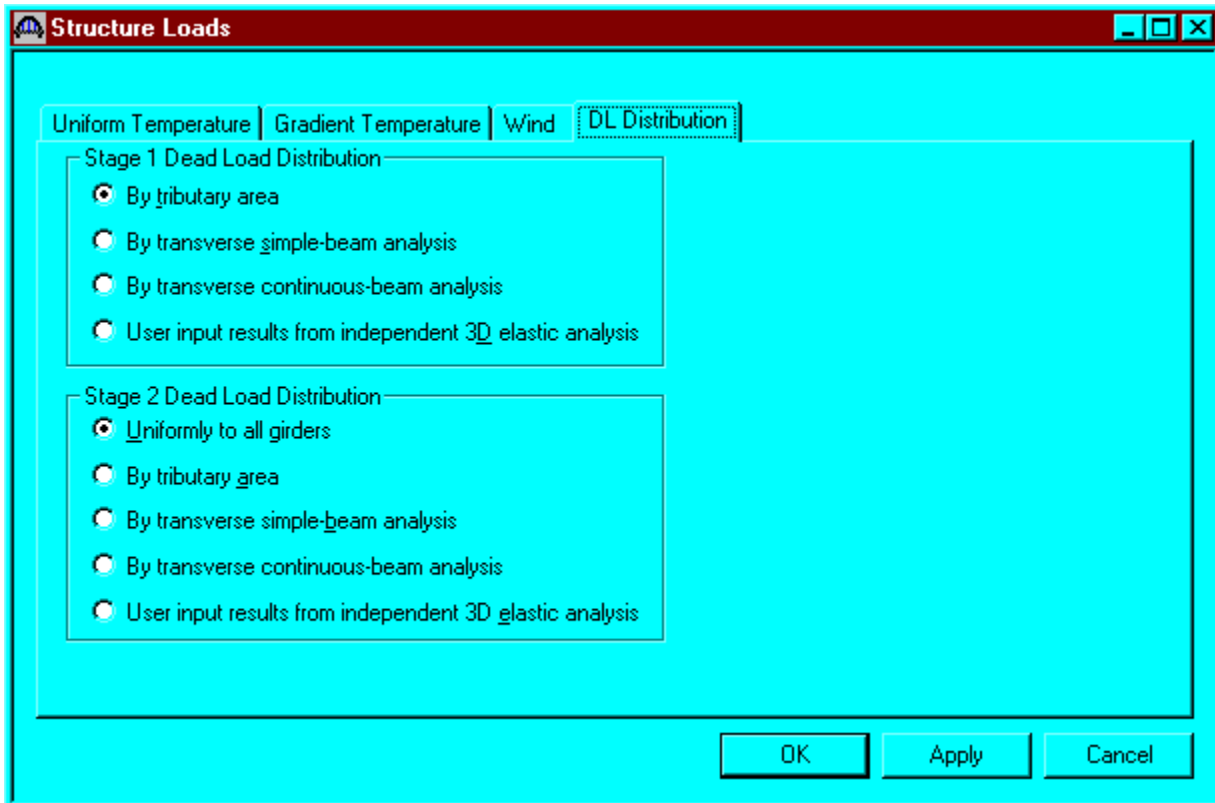 Structure Loads
Uniform Temperature Gradient Temperature Wind DL Distribution
Stage 1 Dead Load Distribution
By tributary area
By transverse simple-beam analysis
By transverse continuous-beam analysis
User input results from independent 3D elastic analysis
Stage 2 Dead Load Distribution
Uniformly to all girders
By tributary area
By transverse simple-beam analysis
By transverse continuous-beam analysis
User input results from independent 3D elastic analysis
OK Apply Cancel